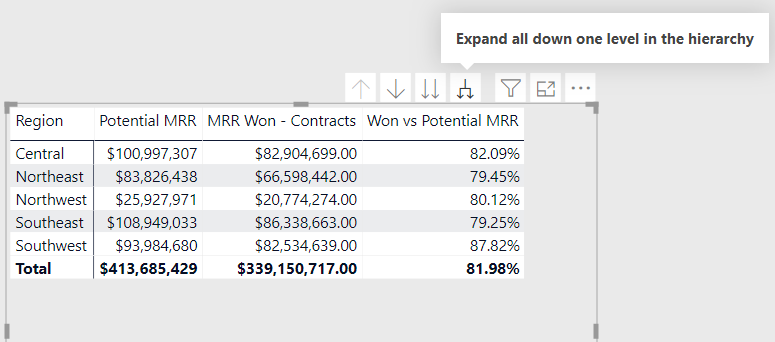 Expand all down one level in the hierarchy
Region Potential MRR MRR Won - Contracts Won vs Potential MRR
Central $100,997,307 $82,904,699.00 82.09%
Northeast $83,826,438 $66,598,442.00 79.45%
Northwest $25,927,971 $20,774,274.00 80.12%
Southeast $108,949,033 $86,338,663.00 79.25%
Southwest $93,984,680 $82,534,639.00 87.82%
Total $413,685,429 $339,150,717.00 81.98%